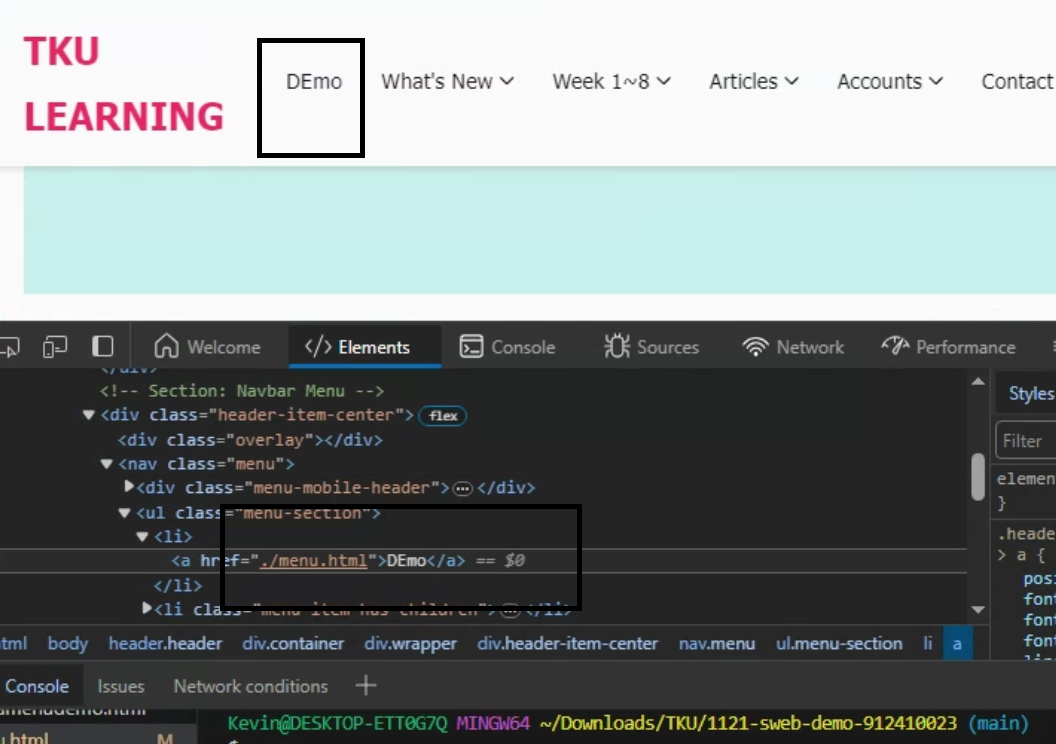 TKU
LEARNING
DEmo What's New Week 1~8 Articles Accounts Contact
Welcome </> Elements Console Sources Network Performance
</div>
<!-- Section: Navbar Menu -->
<div class="header-item-center"> flex
<div class="overlay"></div>
<nav class="menu">
<div class="menu-mobile-header"> </div>
<ul class="menu-section">
<li>
<a href="./menu.html">DEmo</a> == $0
</li>
<li class="menu-item-has-children"> </li>
html body header.header div.container div.wrapper div.header-item-center nav.menu ul.menu-section li a
Styles
Filter
elemen
}
.heade
> a {
posi
font
font
font
Console Issues Network conditions
.html M
Kevin@DESKTOP-ETT0G7Q MINGW64 ~/Downloads/TKU/1121-sweb-demo-912410023 (main)
$